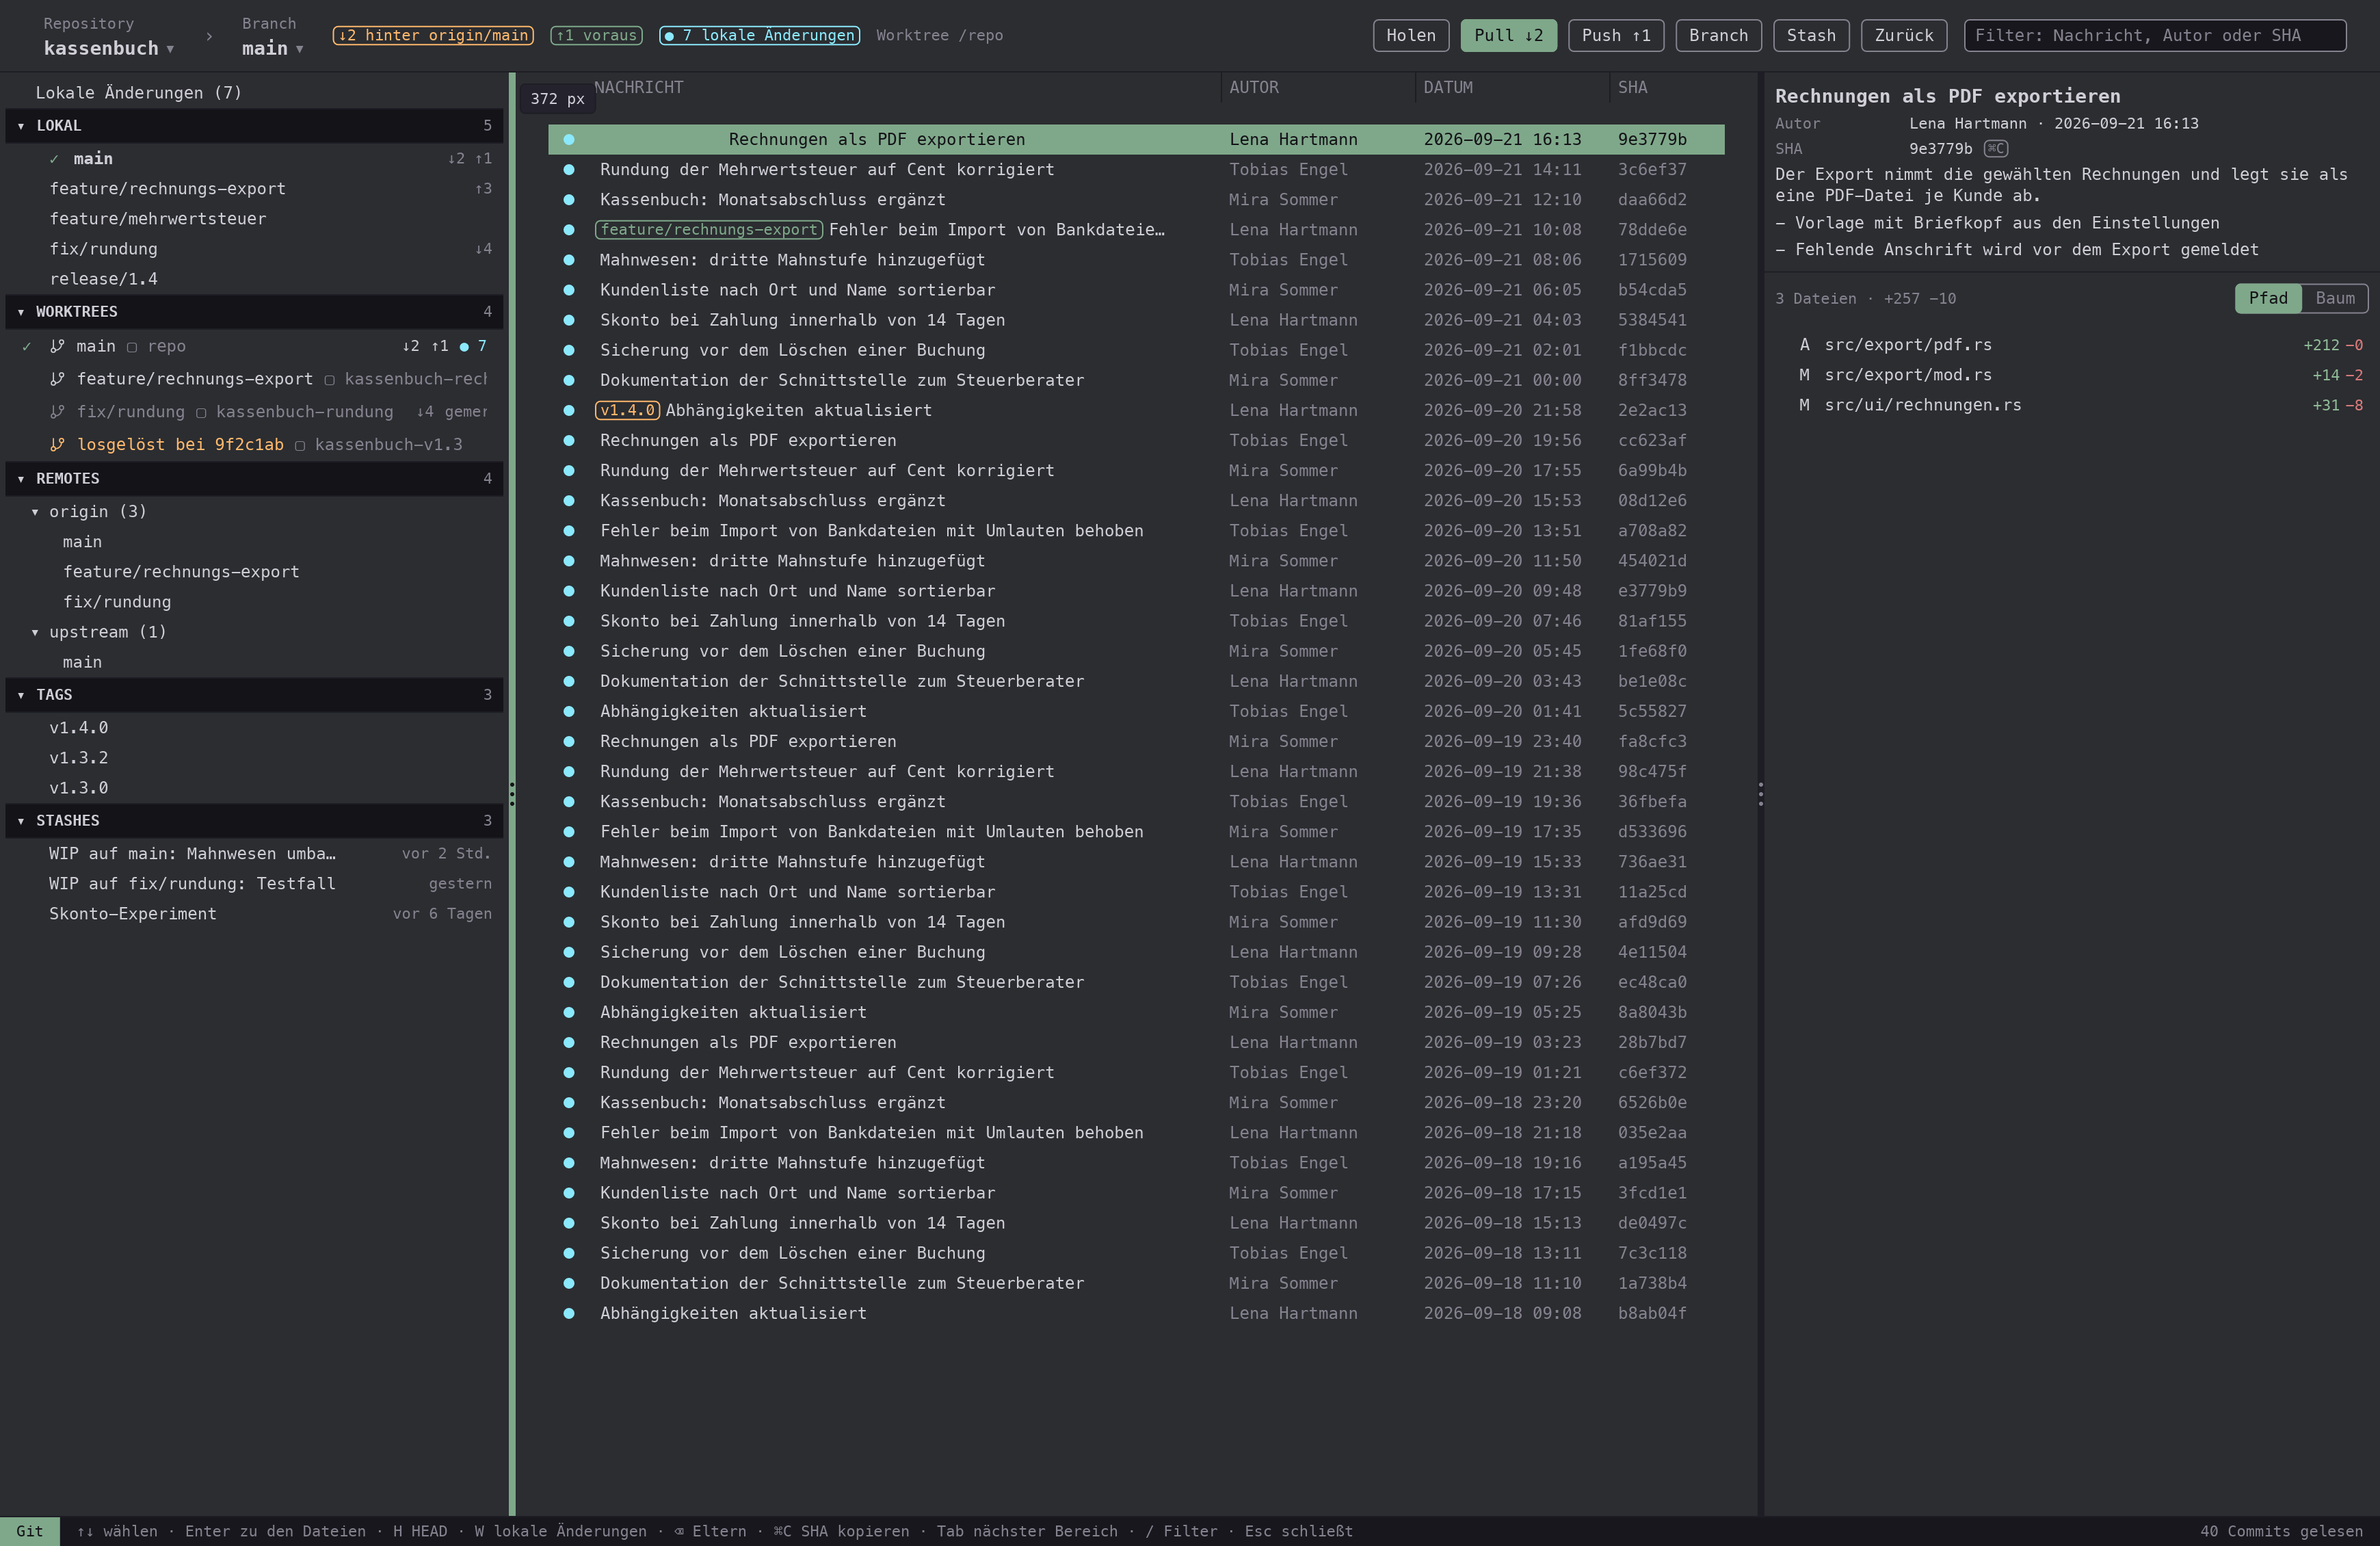 Repository
kassenbuch ▾
›
Branch
main ▾
↓2 hinter origin/main
↑1 voraus
● 7 lokale Änderungen
Worktree /repo
Holen
Pull ↓2
Push ↑1
Branch
Stash
Zurück
Filter: Nachricht, Autor oder SHA
Lokale Änderungen (7)
▾ LOKAL 5
✓ main ↓2 ↑1
feature/rechnungs-export ↑3
feature/mehrwertsteuer
fix/rundung ↓4
release/1.4
▾ WORKTREES 4
✓ main ▢ repo ↓2 ↑1 ● 7
feature/rechnungs-export ▢ kassenbuch-rech
fix/rundung ▢ kassenbuch-rundung ↓4 gemer
losgelöst bei 9f2c1ab ▢ kassenbuch-v1.3
▾ REMOTES 4
▾ origin (3)
main
feature/rechnungs-export
fix/rundung
▾ upstream (1)
main
▾ TAGS 3
v1.4.0
v1.3.2
v1.3.0
▾ STASHES 3
WIP auf main: Mahnwesen umba… vor 2 Std.
WIP auf fix/rundung: Testfall gestern
Skonto-Experiment vor 6 Tagen
372 px
NACHRICHT AUTOR DATUM SHA
Rechnungen als PDF exportieren Lena Hartmann 2026-09-21 16:13 9e3779b
Rundung der Mehrwertsteuer auf Cent korrigiert Tobias Engel 2026-09-21 14:11 3c6ef37
Kassenbuch: Monatsabschluss ergänzt Mira Sommer 2026-09-21 12:10 daa66d2
feature/rechnungs-export Fehler beim Import von Bankdateie… Lena Hartmann 2026-09-21 10:08 78dde6e
Mahnwesen: dritte Mahnstufe hinzugefügt Tobias Engel 2026-09-21 08:06 1715609
Kundenliste nach Ort und Name sortierbar Mira Sommer 2026-09-21 06:05 b54cda5
Skonto bei Zahlung innerhalb von 14 Tagen Lena Hartmann 2026-09-21 04:03 5384541
Sicherung vor dem Löschen einer Buchung Tobias Engel 2026-09-21 02:01 f1bbcdc
Dokumentation der Schnittstelle zum Steuerberater Mira Sommer 2026-09-21 00:00 8ff3478
v1.4.0 Abhängigkeiten aktualisiert Lena Hartmann 2026-09-20 21:58 2e2ac13
Rechnungen als PDF exportieren Tobias Engel 2026-09-20 19:56 cc623af
Rundung der Mehrwertsteuer auf Cent korrigiert Mira Sommer 2026-09-20 17:55 6a99b4b
Kassenbuch: Monatsabschluss ergänzt Lena Hartmann 2026-09-20 15:53 08d12e6
Fehler beim Import von Bankdateien mit Umlauten behoben Tobias Engel 2026-09-20 13:51 a708a82
Mahnwesen: dritte Mahnstufe hinzugefügt Mira Sommer 2026-09-20 11:50 454021d
Kundenliste nach Ort und Name sortierbar Lena Hartmann 2026-09-20 09:48 e3779b9
Skonto bei Zahlung innerhalb von 14 Tagen Tobias Engel 2026-09-20 07:46 81af155
Sicherung vor dem Löschen einer Buchung Mira Sommer 2026-09-20 05:45 1fe68f0
Dokumentation der Schnittstelle zum Steuerberater Lena Hartmann 2026-09-20 03:43 be1e08c
Abhängigkeiten aktualisiert Tobias Engel 2026-09-20 01:41 5c55827
Rechnungen als PDF exportieren Mira Sommer 2026-09-19 23:40 fa8cfc3
Rundung der Mehrwertsteuer auf Cent korrigiert Lena Hartmann 2026-09-19 21:38 98c475f
Kassenbuch: Monatsabschluss ergänzt Tobias Engel 2026-09-19 19:36 36fbefa
Fehler beim Import von Bankdateien mit Umlauten behoben Mira Sommer 2026-09-19 17:35 d533696
Mahnwesen: dritte Mahnstufe hinzugefügt Lena Hartmann 2026-09-19 15:33 736ae31
Kundenliste nach Ort und Name sortierbar Tobias Engel 2026-09-19 13:31 11a25cd
Skonto bei Zahlung innerhalb von 14 Tagen Mira Sommer 2026-09-19 11:30 afd9d69
Sicherung vor dem Löschen einer Buchung Lena Hartmann 2026-09-19 09:28 4e11504
Dokumentation der Schnittstelle zum Steuerberater Tobias Engel 2026-09-19 07:26 ec48ca0
Abhängigkeiten aktualisiert Mira Sommer 2026-09-19 05:25 8a8043b
Rechnungen als PDF exportieren Lena Hartmann 2026-09-19 03:23 28b7bd7
Rundung der Mehrwertsteuer auf Cent korrigiert Tobias Engel 2026-09-19 01:21 c6ef372
Kassenbuch: Monatsabschluss ergänzt Mira Sommer 2026-09-18 23:20 6526b0e
Fehler beim Import von Bankdateien mit Umlauten behoben Lena Hartmann 2026-09-18 21:18 035e2aa
Mahnwesen: dritte Mahnstufe hinzugefügt Tobias Engel 2026-09-18 19:16 a195a45
Kundenliste nach Ort und Name sortierbar Mira Sommer 2026-09-18 17:15 3fcd1e1
Skonto bei Zahlung innerhalb von 14 Tagen Lena Hartmann 2026-09-18 15:13 de0497c
Sicherung vor dem Löschen einer Buchung Tobias Engel 2026-09-18 13:11 7c3c118
Dokumentation der Schnittstelle zum Steuerberater Mira Sommer 2026-09-18 11:10 1a738b4
Abhängigkeiten aktualisiert Lena Hartmann 2026-09-18 09:08 b8ab04f
Rechnungen als PDF exportieren
Autor Lena Hartmann · 2026-09-21 16:13
SHA 9e3779b ⌘C
Der Export nimmt die gewählten Rechnungen und legt sie als
eine PDF-Datei je Kunde ab.
– Vorlage mit Briefkopf aus den Einstellungen
– Fehlende Anschrift wird vor dem Export gemeldet
3 Dateien · +257 −10
Pfad Baum
A src/export/pdf.rs +212 −0
M src/export/mod.rs +14 −2
M src/ui/rechnungen.rs +31 −8
Git ↑↓ wählen · Enter zu den Dateien · H HEAD · W lokale Änderungen · ⌫ Eltern · ⌘C SHA kopieren · Tab nächster Bereich · / Filter · Esc schließt
40 Commits gelesen